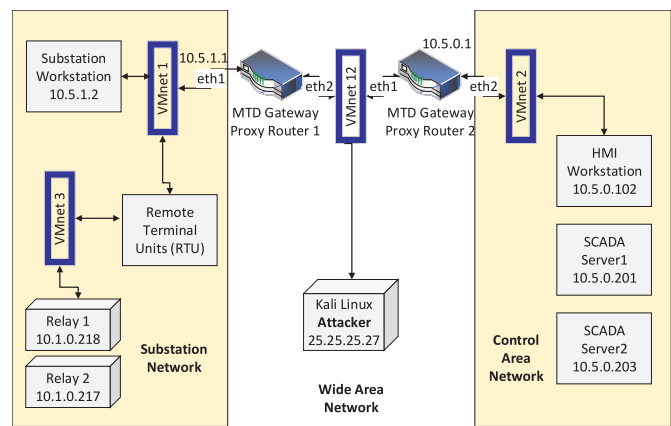 Substation
Workstation
10.5.1.2
VMnet 1
10.5.1.1
eth1
MTD Gateway
Proxy Router 1
eth2
VMnet 12
eth1
MTD Gateway
Proxy Router 2
10.5.0.1
eth2
VMnet 2
HMI
Workstation
10.5.0.102
VMnet 3
Remote
Terminal
Units (RTU)
SCADA
Server1
10.5.0.201
Relay 1
10.1.0.218
Relay 2
10.1.0.217
Substation
Network
Kali Linux
Attacker
25.25.25.27
Wide Area
Network
Control
Area
Network
SCADA
Server2
10.5.0.203